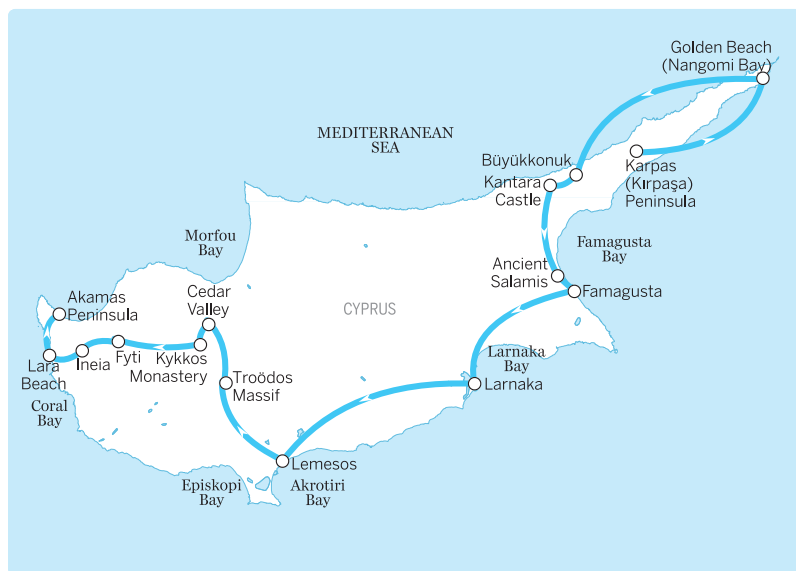 Golden Beach
(Nangomi Bay)
MEDITERRANEAN
SEA
Büyükkonuk
Kantara
Castle
Karpas
(Kırpaşa)
Peninsula
Morfou
Bay
Famagusta
Bay
Ancient
Salamis
Famagusta
Akamas
Peninsula
Cedar
Valley
CYPRUS
Lara
Beach
Ineia
Fyti
Kykkos
Monastery
Troödos
Massif
Larnaka
Bay
Larnaka
Coral
Bay
Lemesos
Episkopi
Bay
Akrotiri
Bay